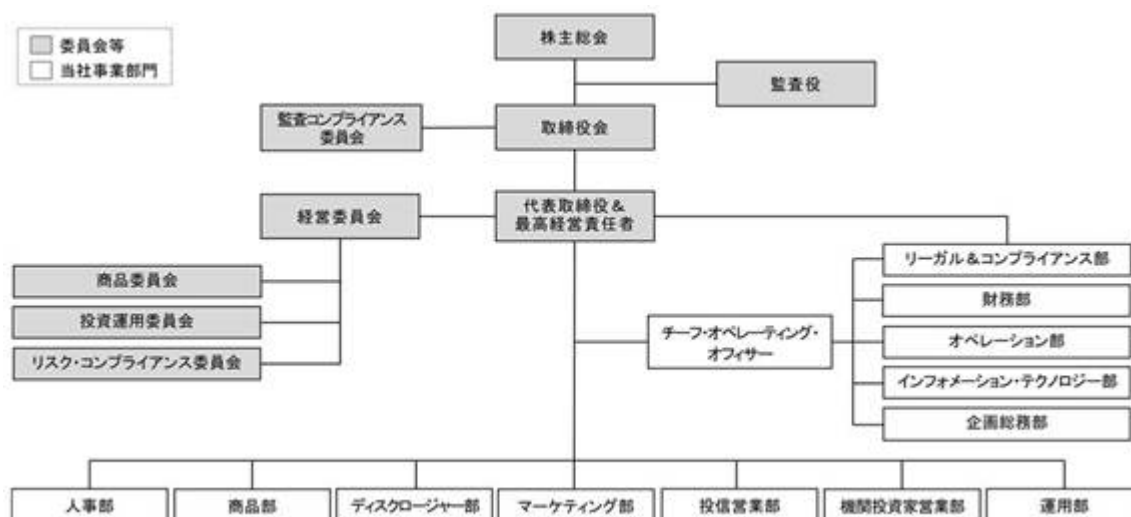 委員会等
当社事業部門
株主総会
監査役
監査コンプライアンス
委員会
取締役会
経営委員会
代表取締役&
最高経営責任者
リーガル&コンプライアンス部
商品委員会
財務部
投資運用委員会
チーフ・オペレーティング・
オフィサー
オペレーション部
リスク・コンプライアンス委員会
インフォメーション・テクノロジー部
企画総務部
人事部
商品部
ディスクロージャー部
マーケティング部
投信営業部
機関投資家営業部
運用部